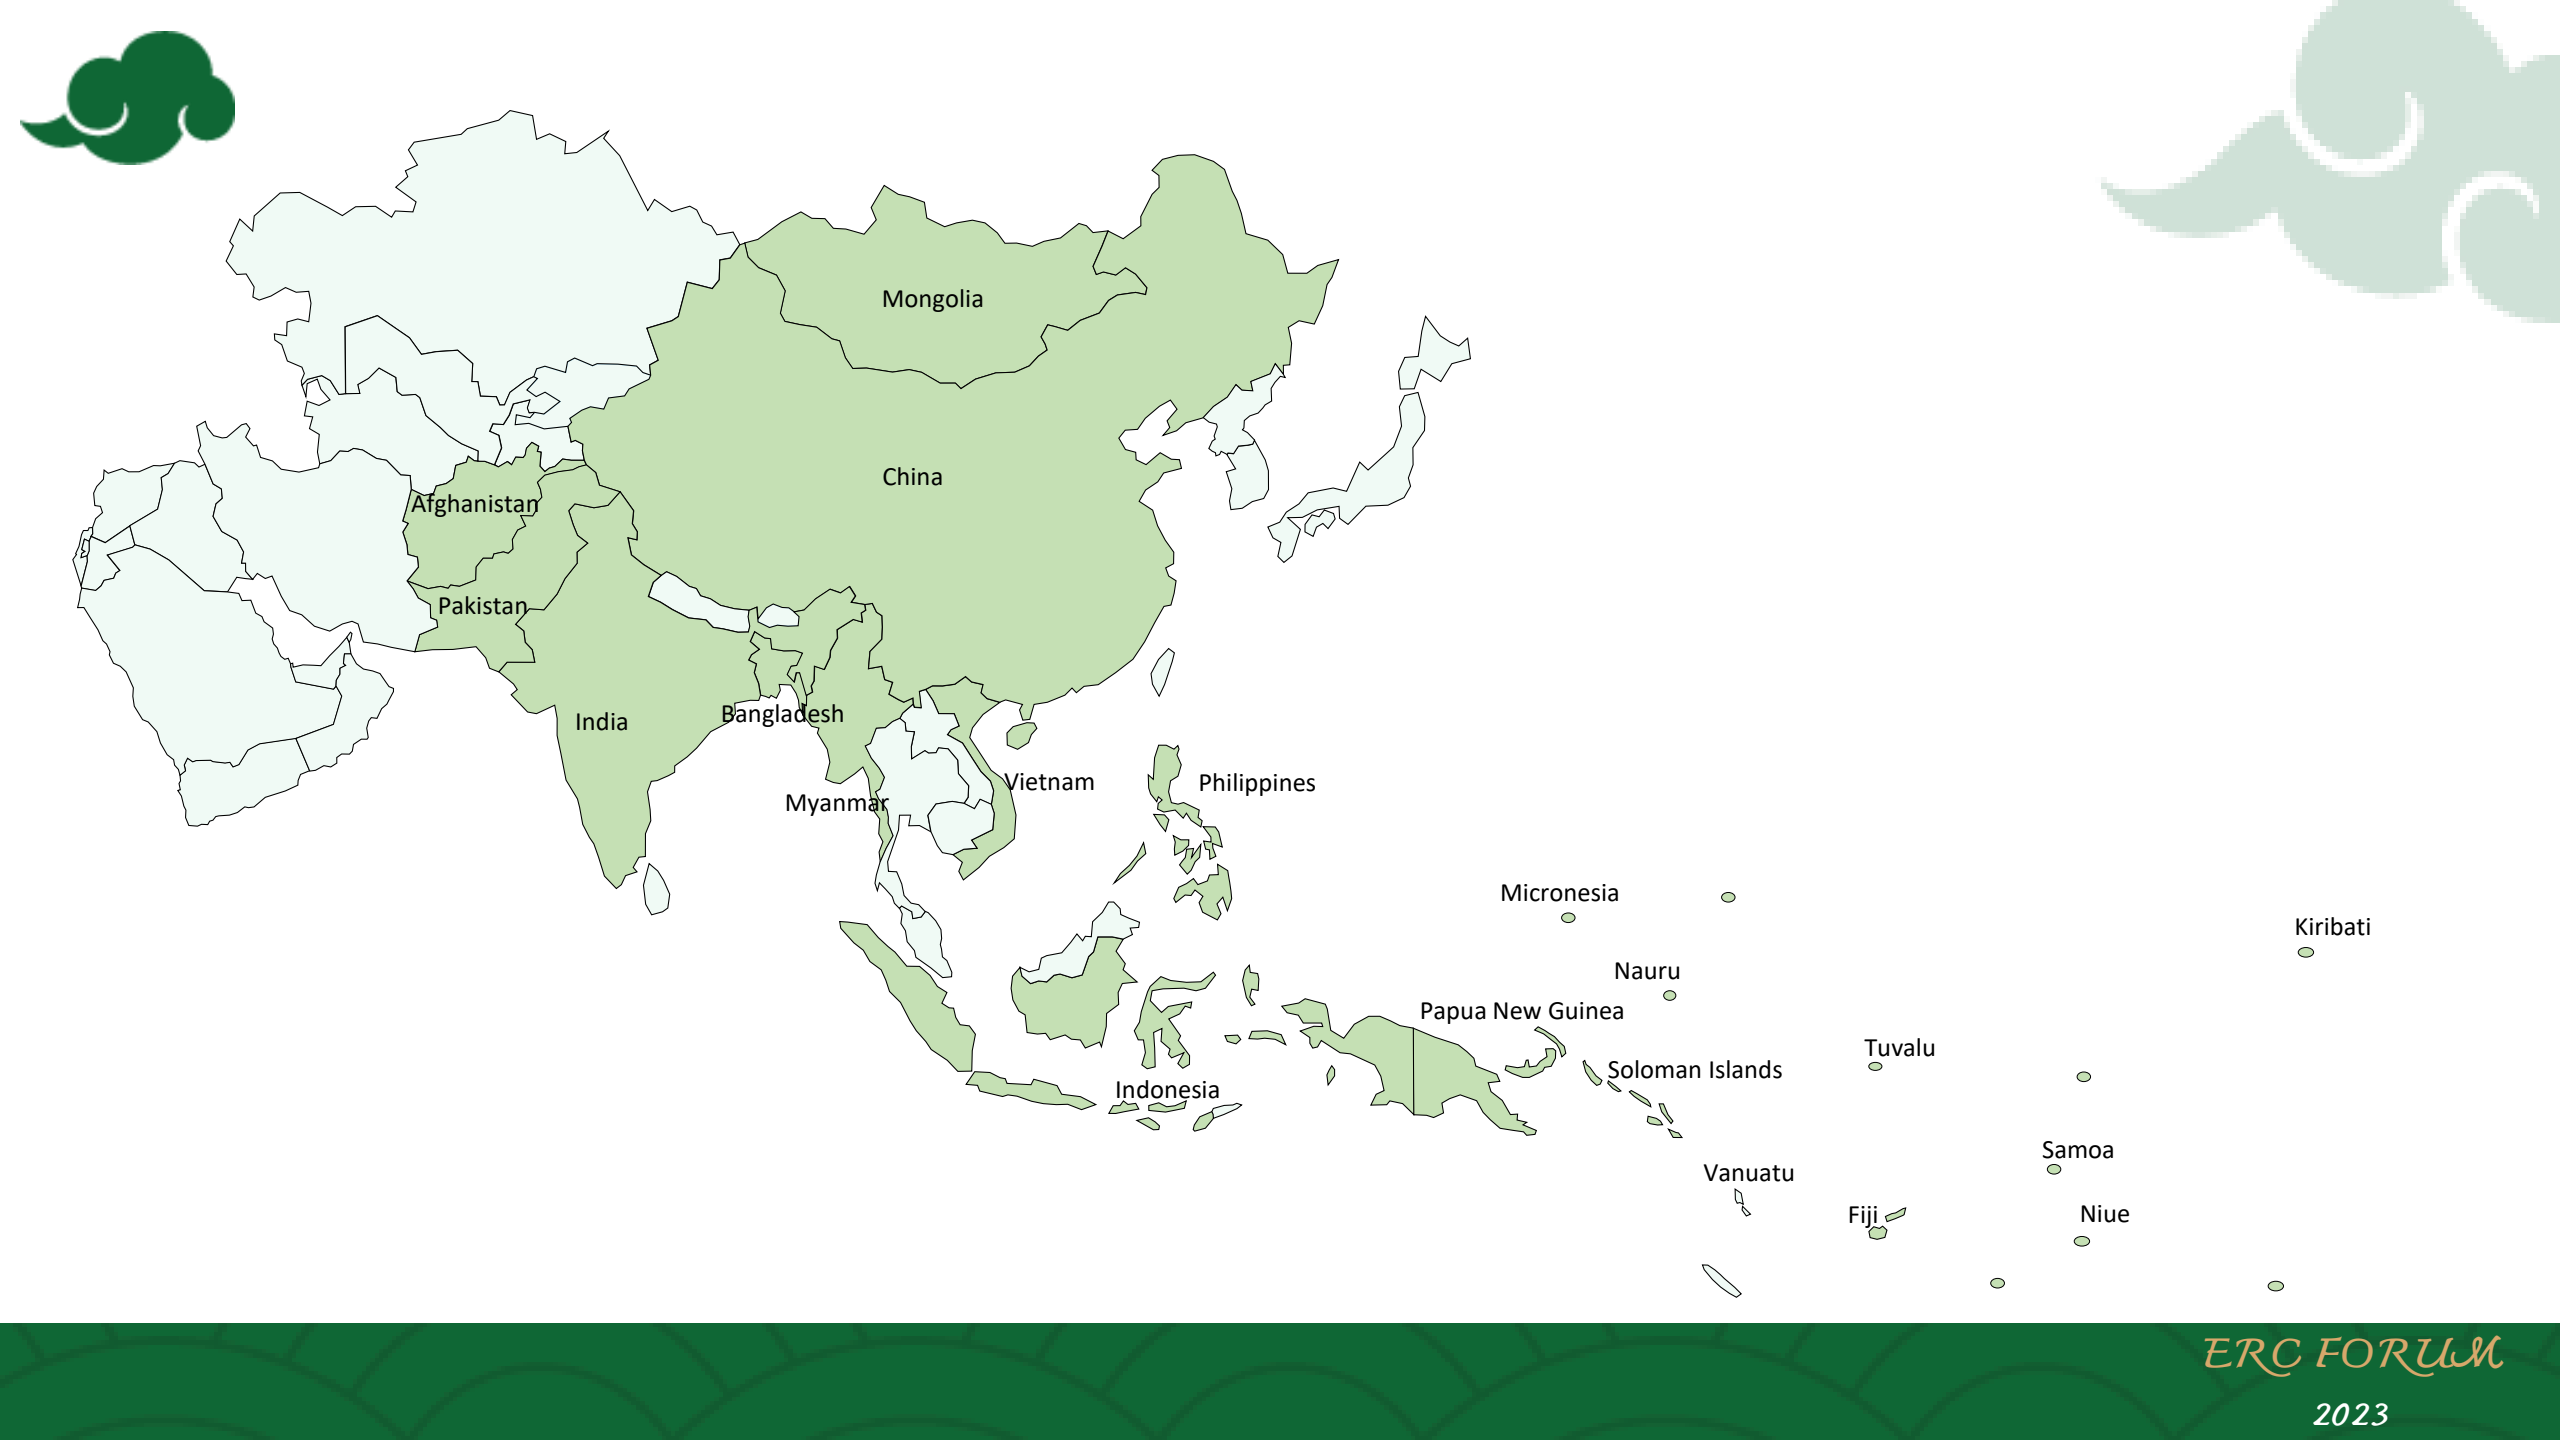 Mongolia
China
Afghanistan
Pakistan
India
Bangladesh
Myanmar
Vietnam
Philippines
Micronesia
Kiribati
Nauru
Papua New Guinea
Tuvalu
Soloman Islands
Indonesia
Samoa
Vanuatu
Fiji
Niue
ERC FORUM
2023